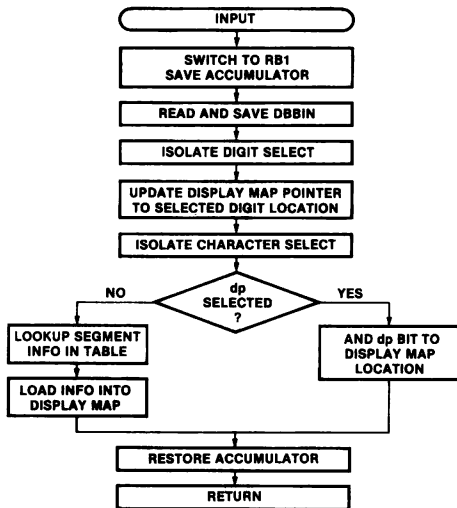 INPUT
SWITCH TO RB1
SAVE ACCUMULATOR
READ AND SAVE DBBIN
ISOLATE DIGIT SELECT
UPDATE DISPLAY MAP POINTER
TO SELECTED DIGIT LOCATION
ISOLATE CHARACTER SELECT
dp
SELECTED
?
NO
YES
LOOKUP SEGMENT
INFO IN TABLE
LOAD INFO INTO
DISPLAY MAP
AND dp BIT TO
DISPLAY MAP
LOCATION
RESTORE ACCUMULATOR
RETURN